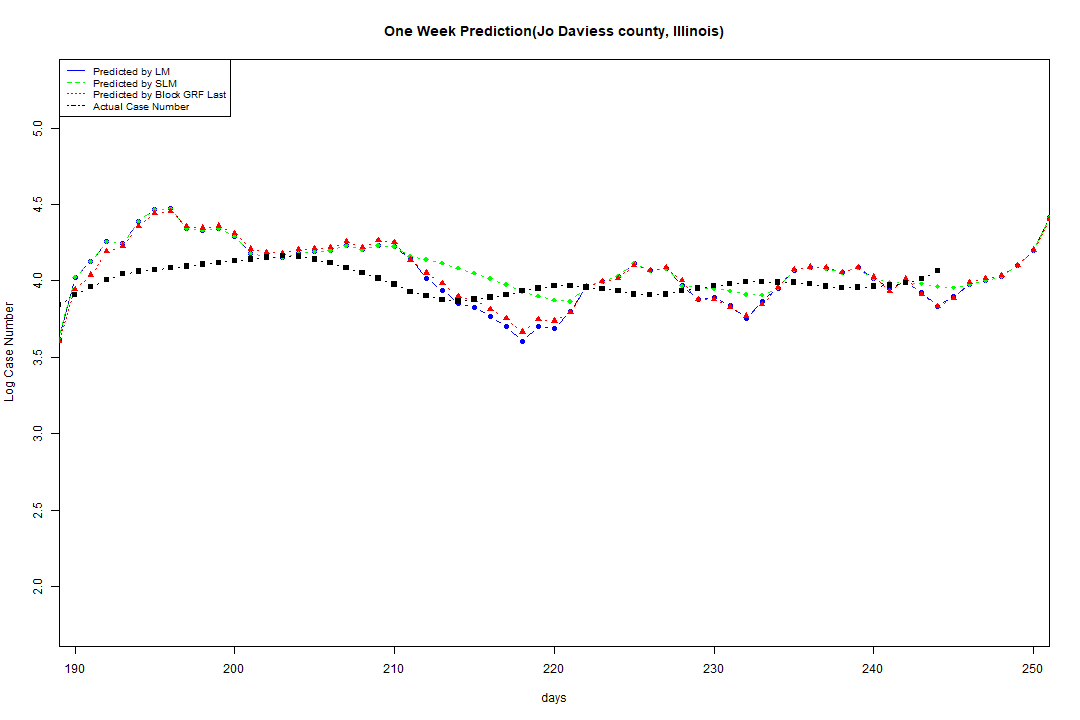 One Week Prediction(Jo Daviess county, Illinois)
Predicted by LM
Predicted by SLM
Predicted by Block GRF Last
Actual Case Number
Log Case Number
5.0
4.5
4.0
3.5
3.0
2.5
2.0
190 200 210 220 230 240 250
days